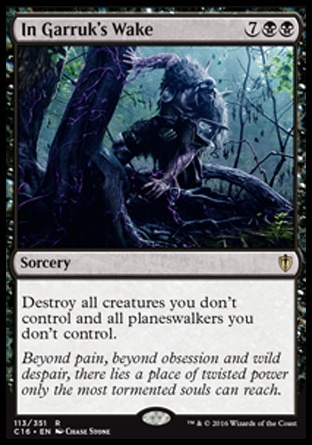 In Garruk's Wake 7
Sorcery
Destroy all creatures you don't
control and all planeswalkers you
don't control.
Beyond pain, beyond obsession and wild
despair, there lies a place of twisted power
only the most tormented souls can reach.
113/351 R
C16 • EN Chase Stone
™ & © 2016 Wizards of the Coast